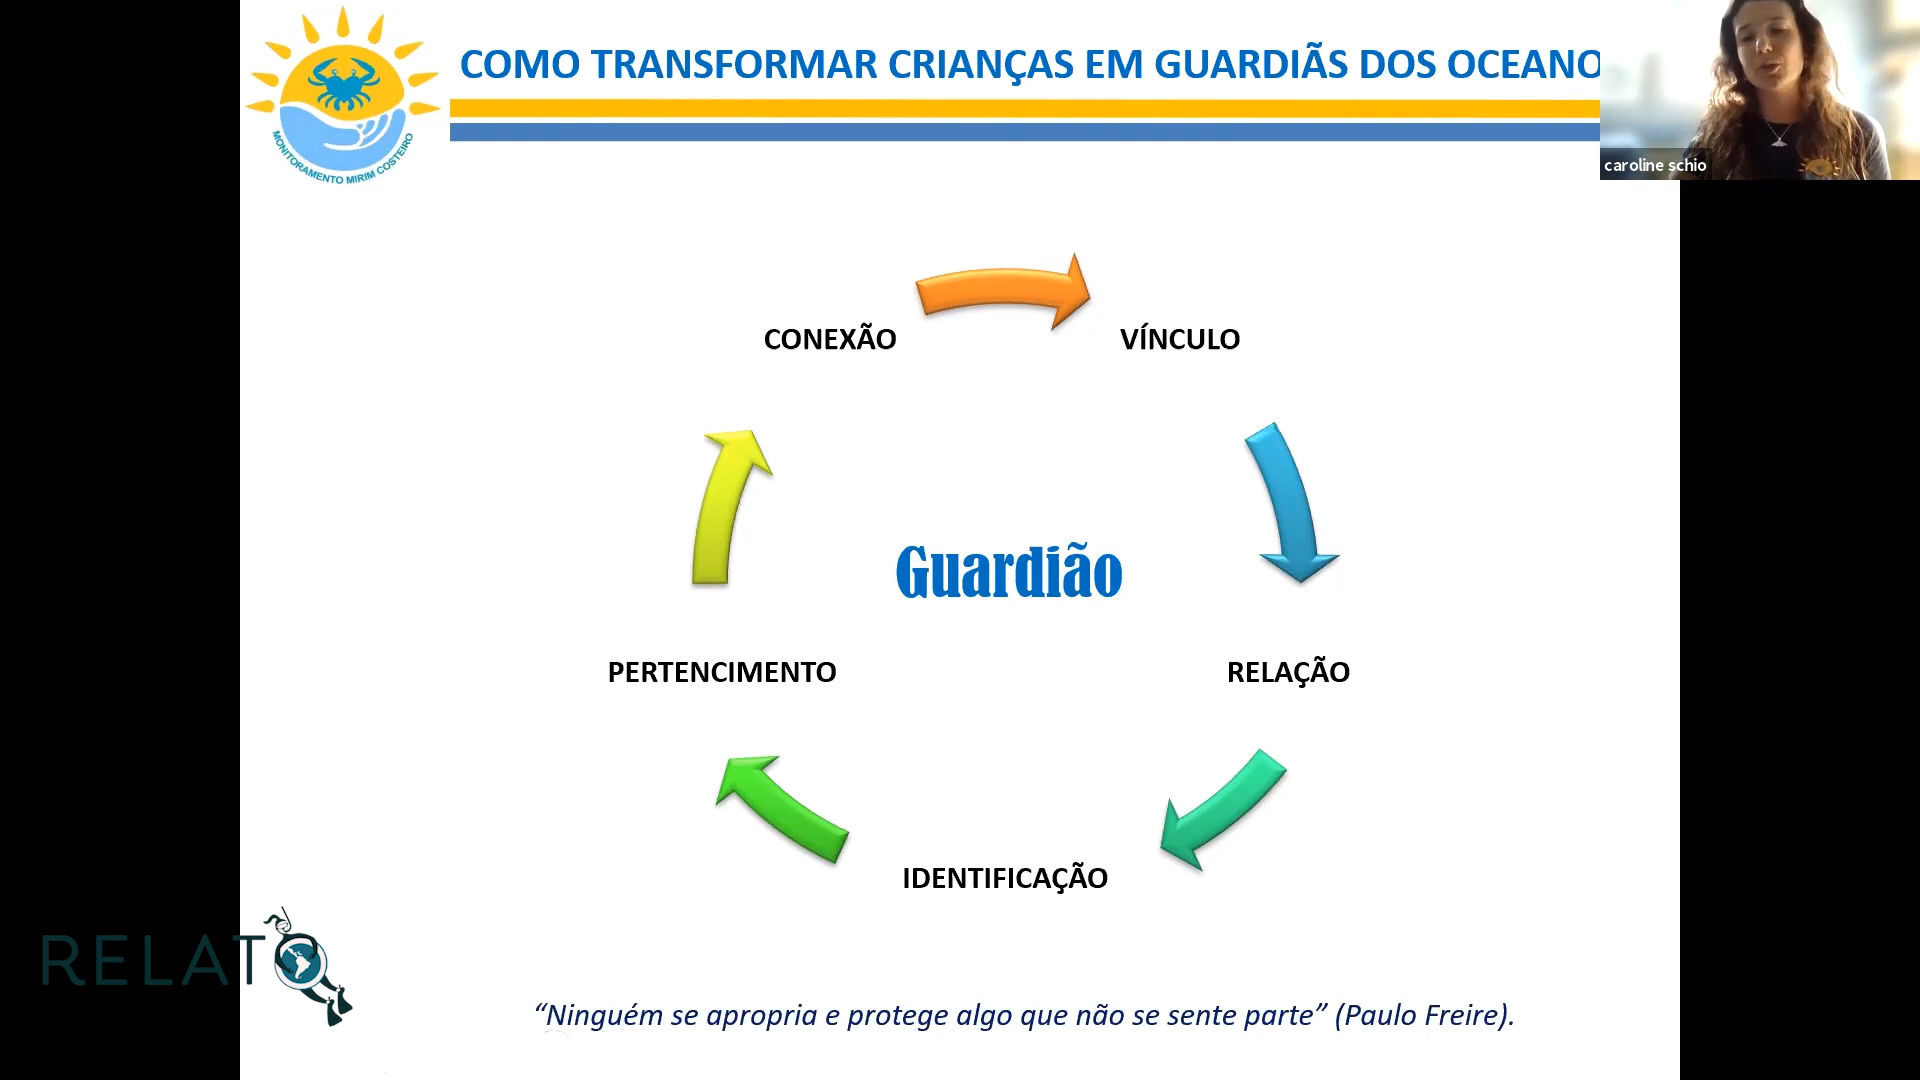 COMO TRANSFORMAR CRIANÇAS EM GUARDIÃS DOS OCEANO
MONITORAMENTO MIRIM COSTEIRO
caroline schio
CONEXÃO
VÍNCULO
Guardião
PERTENCIMENTO
RELAÇÃO
IDENTIFICAÇÃO
RELATO
“Ninguém se apropria e protege algo que não se sente parte” (Paulo Freire).